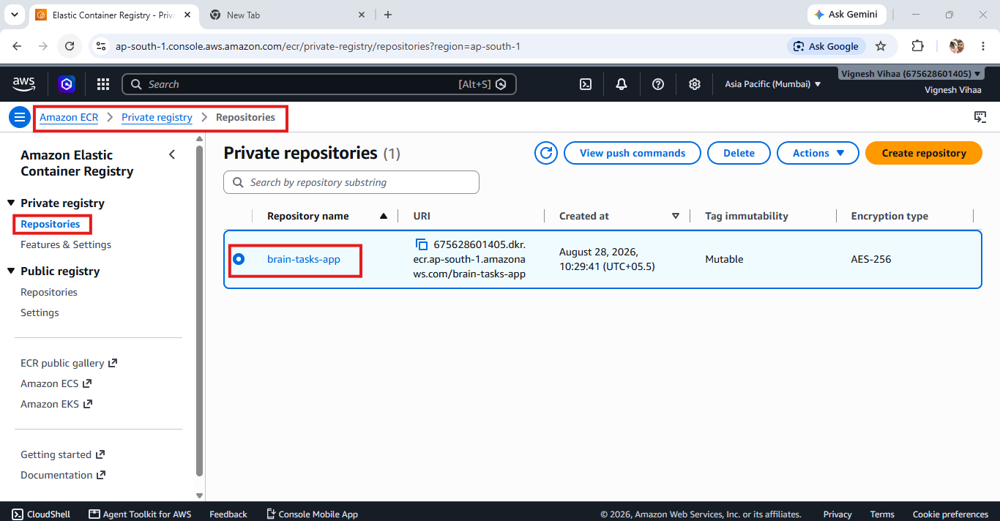 Elastic Container Registry - Priva
New Tab
Ask Gemini
ap-south-1.console.aws.amazon.com/ecr/private-registry/repositories?region=ap-south-1
Ask Google
aws
Search
[Alt+S]
Asia Pacific (Mumbai)
Vignesh Vihaa (675628601405)
Vignesh Vihaa
Amazon ECR
Private registry
Repositories
Amazon Elastic
Container Registry
Private registry
Repositories
Features & Settings
Public registry
Repositories
Settings
ECR public gallery
Amazon ECS
Amazon EKS
Getting started
Documentation
Private repositories (1)
View push commands
Delete
Actions
Create repository
Search by repository substring
Repository name
URI
Created at
Tag immutability
Encryption type
brain-tasks-app
675628601405.dkr.
ecr.ap-south-1.amazona
ws.com/brain-tasks-app
August 28, 2026,
10:29:41 (UTC+05.5)
Mutable
AES-256
CloudShell
Agent Toolkit for AWS
Feedback
Console Mobile App
© 2026, Amazon Web Services, Inc. or its affiliates.
Privacy
Terms
Cookie preferences